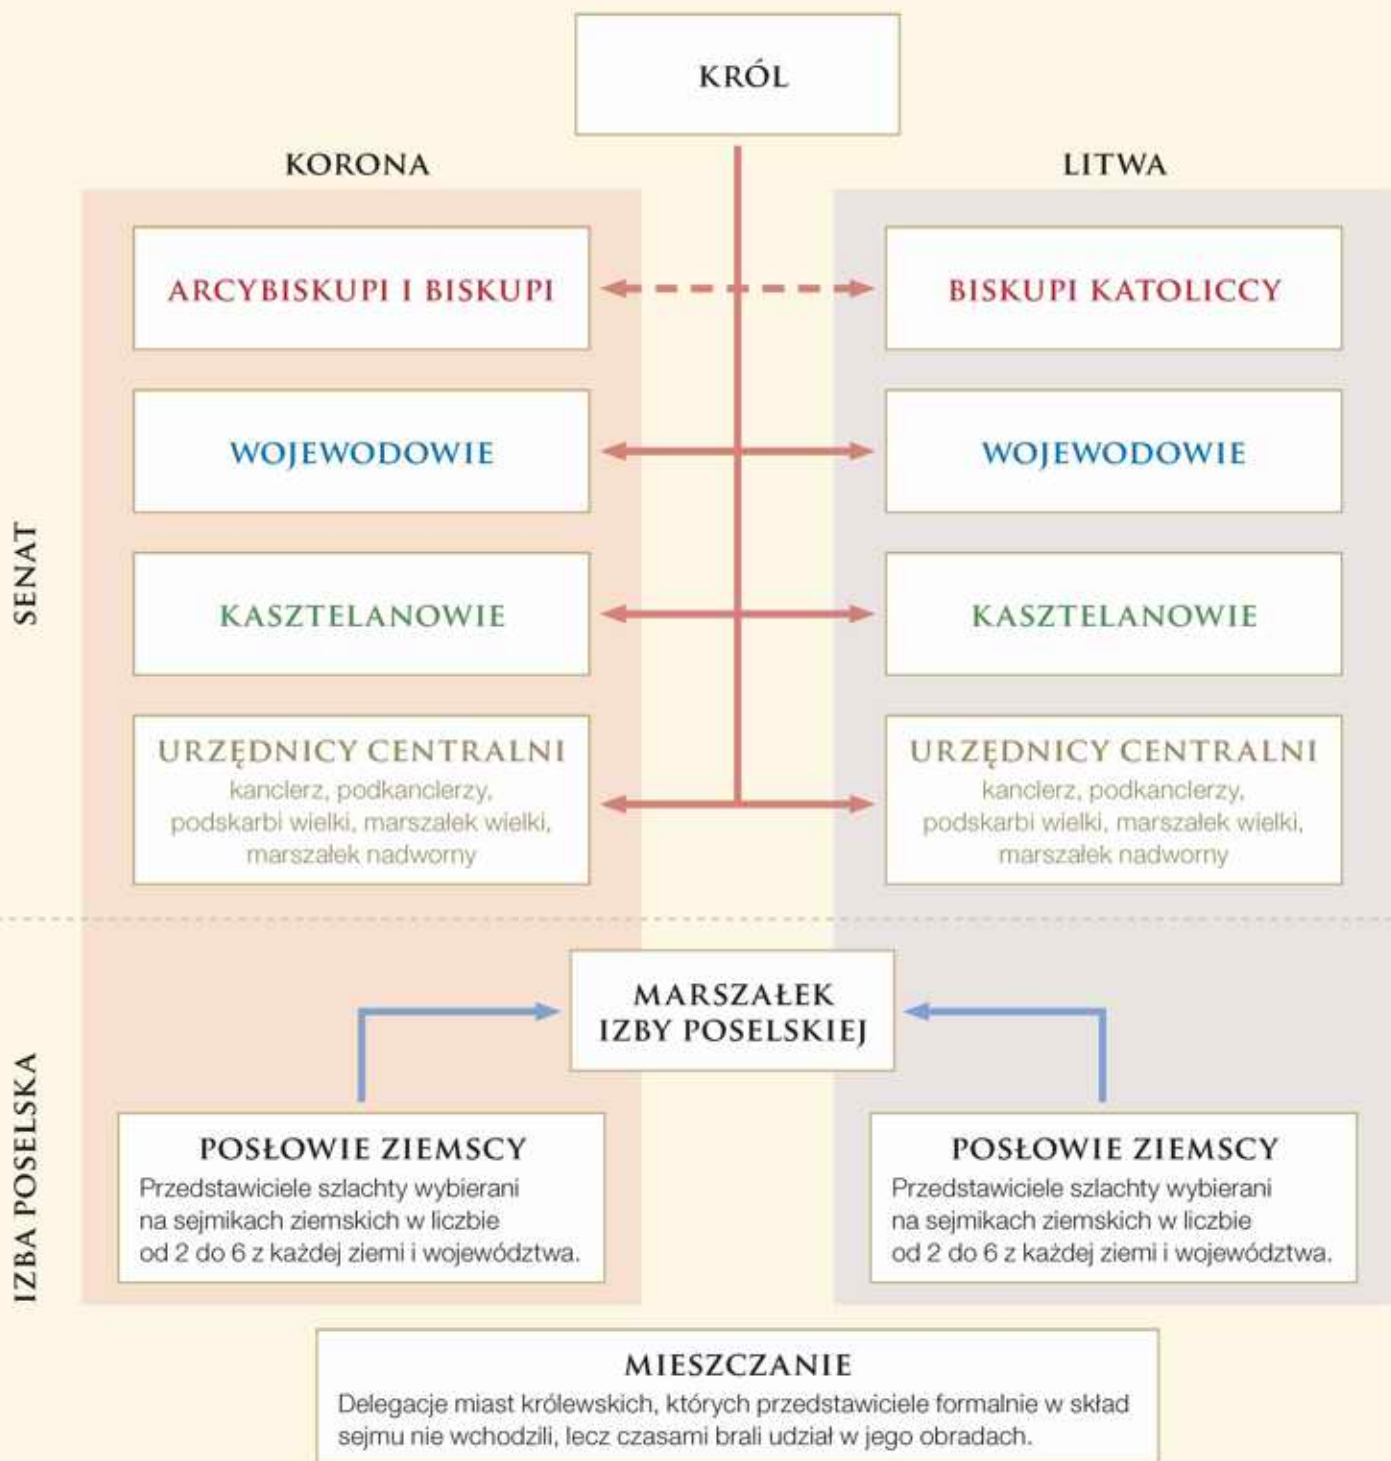 KRÓL
KORONA
LITWA
SENAT
ARCYBISKUPI I BISKUPI
BISKUPI KATOLICCY
WOJEWODOWIE
WOJEWODOWIE
KASZTELANOWIE
KASZTELANOWIE
URZĘDNICY CENTRALNI
kanclerz, podkanclerzy,
podskarbi wielki, marszałek wielki,
marszałek nadworny
URZĘDNICY CENTRALNI
kanclerz, podkanclerzy,
podskarbi wielki, marszałek wielki,
marszałek nadworny
IZBA POSELSKA
MARSZAŁEK
IZBY POSELSKIEJ
POSŁOWIE ZIEMSCY
Przedstawiciele szlachty wybierani
na sejmikach ziemskich w liczbie
od 2 do 6 z każdej ziemi i województwa.
POSŁOWIE ZIEMSCY
Przedstawiciele szlachty wybierani
na sejmikach ziemskich w liczbie
od 2 do 6 z każdej ziemi i województwa.
MIESZCZANIE
Delegacje miast królewskich, których przedstawiciele formalnie w skład
sejmu nie wchodzili, lecz czasami brali udział w jego obradach.